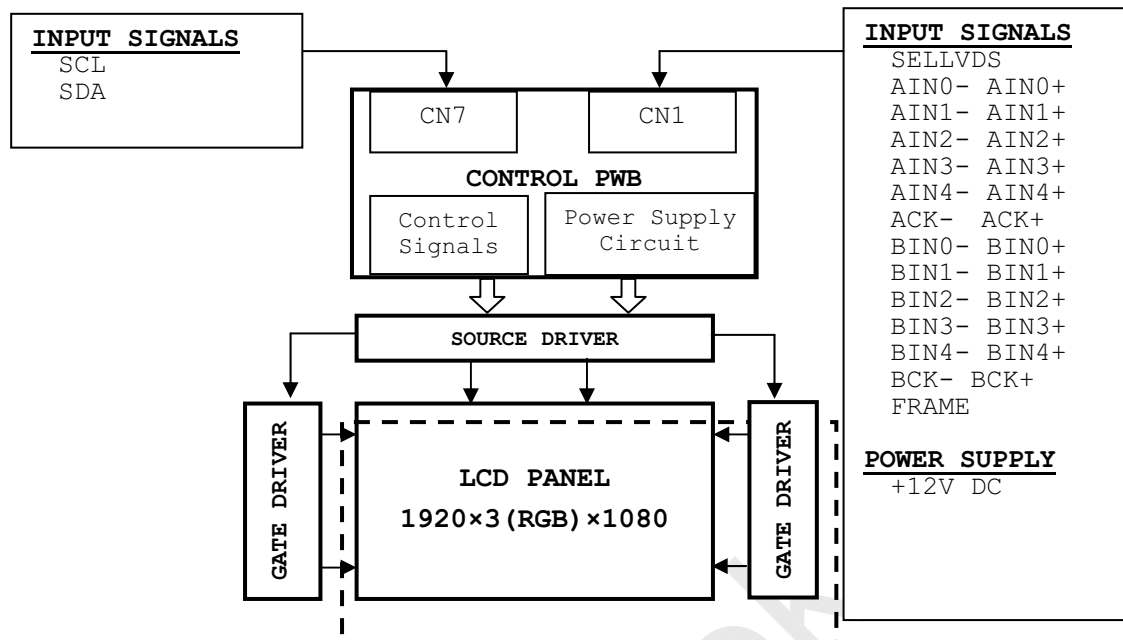 INPUT SIGNALS
SCL
SDA
CN7
CN1
CONTROL PWB
Control
Signals
Power Supply
Circuit
SOURCE DRIVER
GATE DRIVER
LCD PANEL
1920×3(RGB)×1080
GATE DRIVER
INPUT SIGNALS
SELLVDS
AIN0- AIN0+
AIN1- AIN1+
AIN2- AIN2+
AIN3- AIN3+
AIN4- AIN4+
ACK- ACK+
BIN0- BIN0+
BIN1- BIN1+
BIN2- BIN2+
BIN3- BIN3+
BIN4- BIN4+
BCK- BCK+
FRAME
POWER SUPPLY
+12V DC